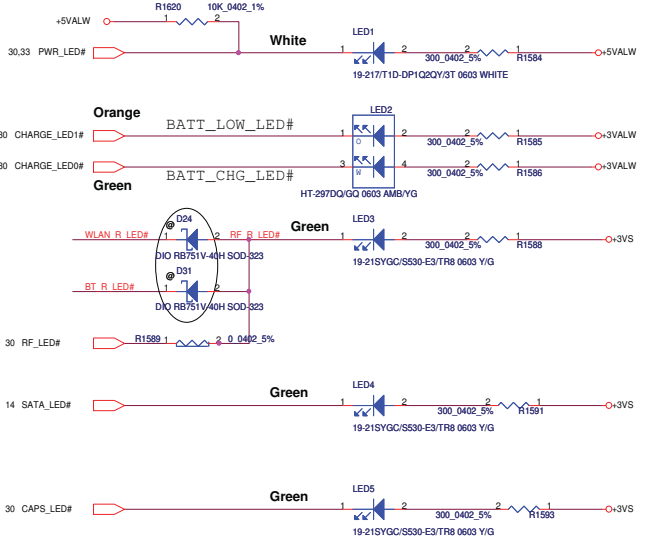 R1620 10K_0402_1%
+5VALW 1 2
White LED1
30,33 PWR_LED# 1 2 300_0402_5% 2 1 R1584 +5VALW
19-217/T1D-DP1Q2QY/3T 0603 WHITE
Orange LED2
BATT_LOW_LED#
30 CHARGE_LED1# 1 O 2 300_0402_5% 2 1 R1585 +3VALW
30 CHARGE_LED0# 3 W 4 300_0402_5% 2 1 R1586 +3VALW
Green BATT_CHG_LED#
HT-297DQ/GQ 0603 AMB/YG
@ D24 Green LED3
WLAN_R_LED# 1 2 RF_R_LED# 1 2 300_0402_5% 2 1 R1588 +3VS
DIO RB751V-40H SOD-323
19-21SYGC/S530-E3/TR8 0603 Y/G
@ D31
BT_R_LED# 1 2
DIO RB751V-40H SOD-323
30 RF_LED# R1589 1 2 0_0402_5%
Green LED4
14 SATA_LED# 1 2 300_0402_5% 2 1 R1591 +3VS
19-21SYGC/S530-E3/TR8 0603 Y/G
Green LED5
30 CAPS_LED# 1 2 300_0402_5% 2 1 R1593 +3VS
19-21SYGC/S530-E3/TR8 0603 Y/G